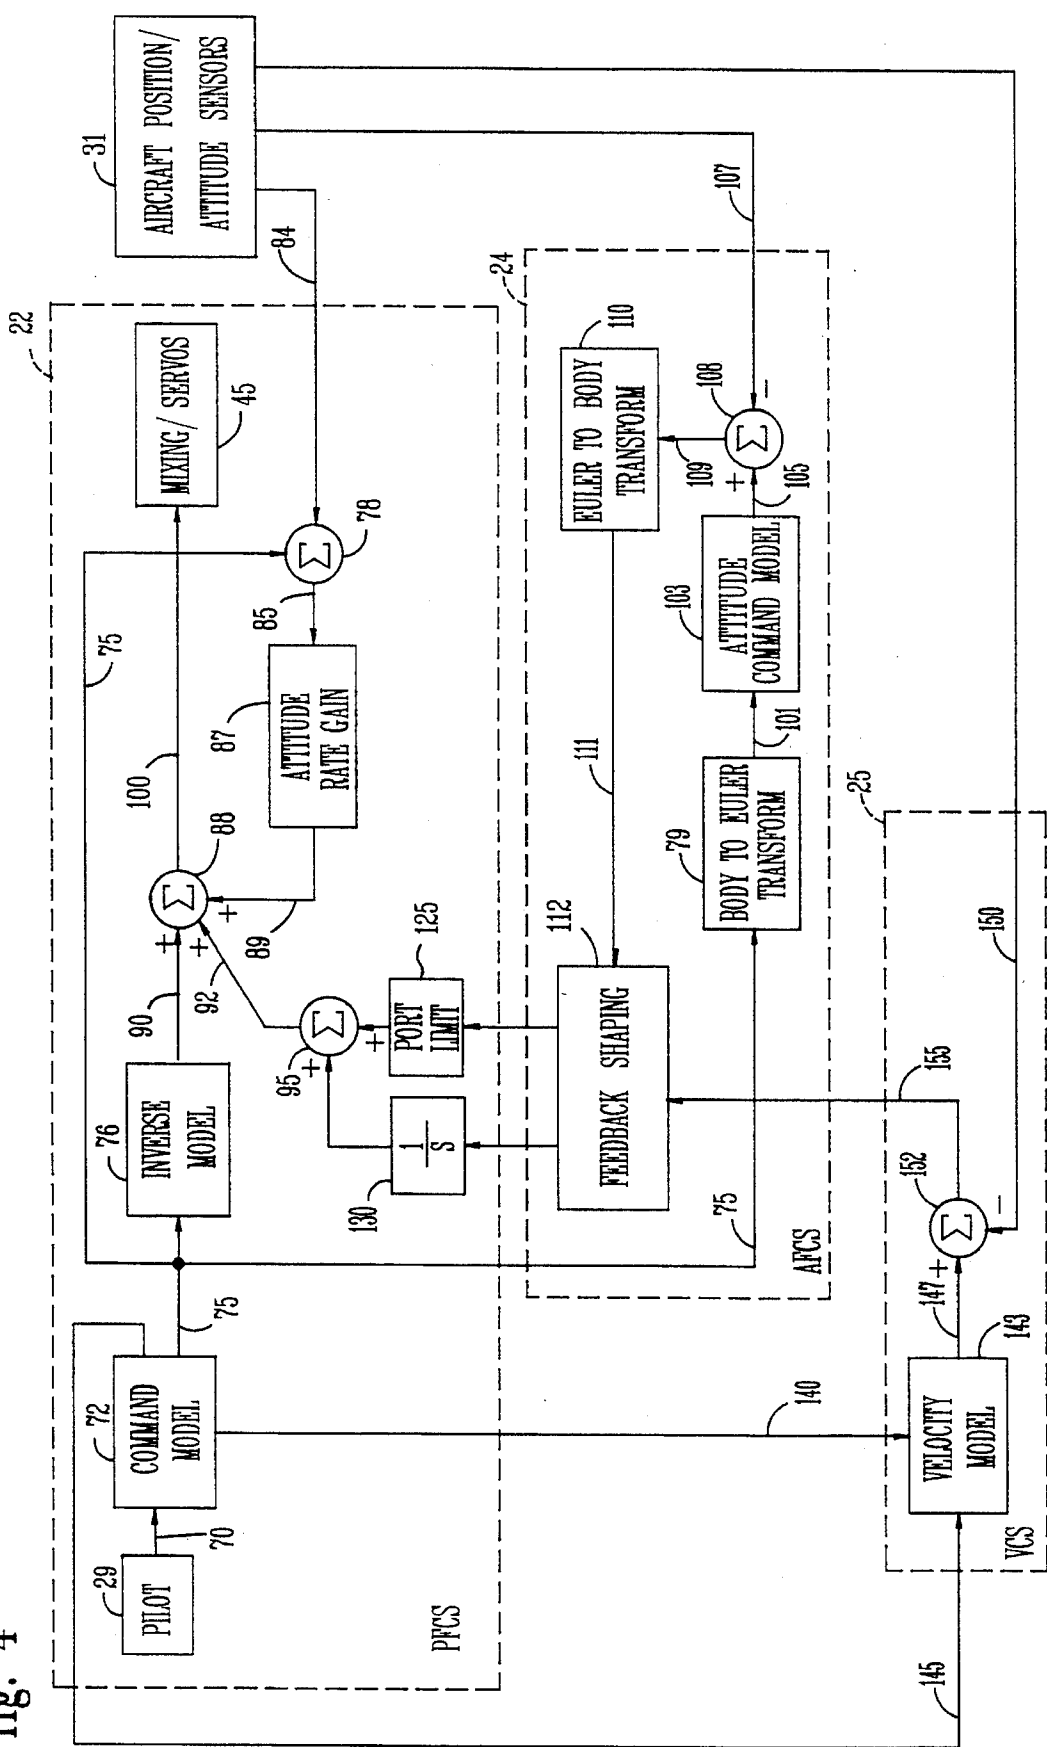 Fig. 4
22
PFCS
29
PILOT
70
72
COMMAND
MODEL
75
76
INVERSE
MODEL
90
88
Σ
+
+
+
100
75
MIXING/ SERVOS
45
31
AIRCRAFT POSITION/
ATTITUDE SENSORS
84
78
Σ
85
87
ATTITUDE
RATE GAIN
89
92
95
Σ
+
+
125
PORT
LIMIT
130
1
S
24
AFCS
112
FEEDBACK SHAPING
111
110
EULER TO BODY
TRANSFORM
109
108
Σ
+
-
107
105
103
ATTITUDE
COMMAND MODEL
101
79
BODY TO EULER
TRANSFORM
75
25
VCS
140
145
143
VELOCITY
MODEL
147
+
152
Σ
-
155
150